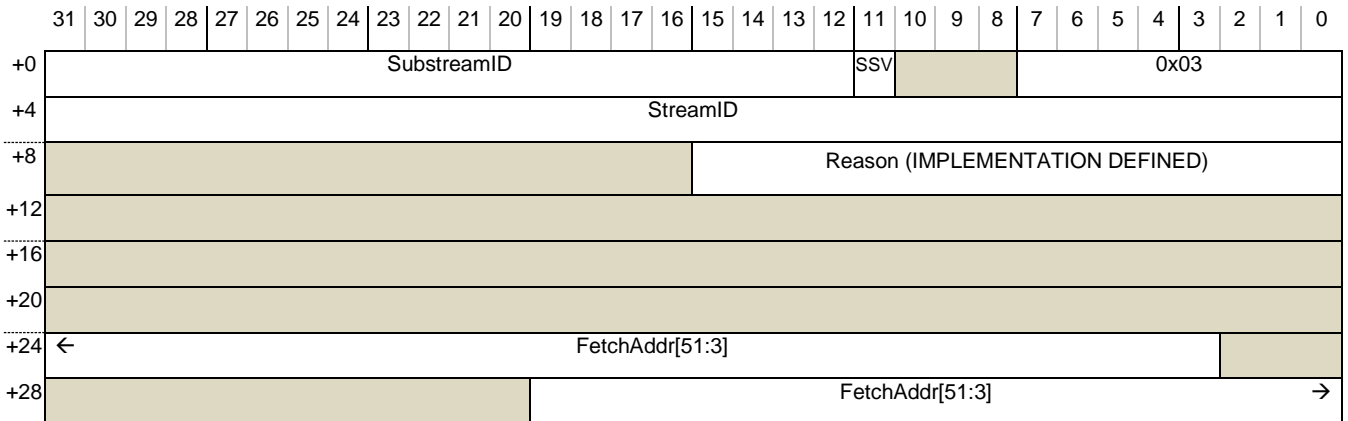 31 30 29 28 27 26 25 24 23 22 21 20 19 18 17 16 15 14 13 12 11 10 9 8 7 6 5 4 3 2 1 0
+0 SubstreamID SSV 0x03
+4 StreamID
+8 Reason (IMPLEMENTATION DEFINED)
+12
+16
+20
+24 ← FetchAddr[51:3]
+28 FetchAddr[51:3] →